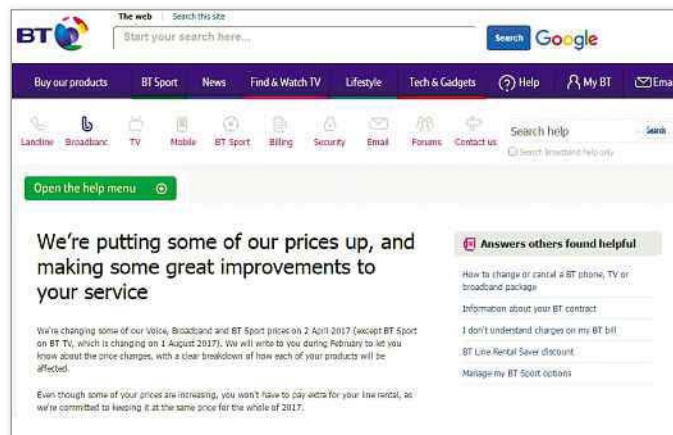 The web Search this site
BT
Start your search here...
Search Google
Buy our products BT Sport News Find & Watch TV Lifestyle Tech & Gadgets Help My BT Emai
Landline Broadband TV Mobile BT Sport Billing Security Email Forums Contact us
Search help Search
Search Broadband help only
Open the help menu
We're putting some of our prices up, and
making some great improvements to
your service
We're changing some of our Voice, Broadband and BT Sport prices on 2 April 2017 (except BT Sport
on BT TV, which is changing on 1 August 2017). We will write to you during February to let you
know about the price changes, with a clear breakdown of how each of your products will be
affected.
Even though some of your prices are increasing, you won't have to pay extra for your line rental, as
we're committed to keeping it at the same price for the whole of 2017.
Answers others found helpful
How to change or cancel a BT phone, TV or
broadband package
Information about your BT contract
I don't understand charges on my BT bill
BT Line Rental Saver discount
Manage my BT Sport options